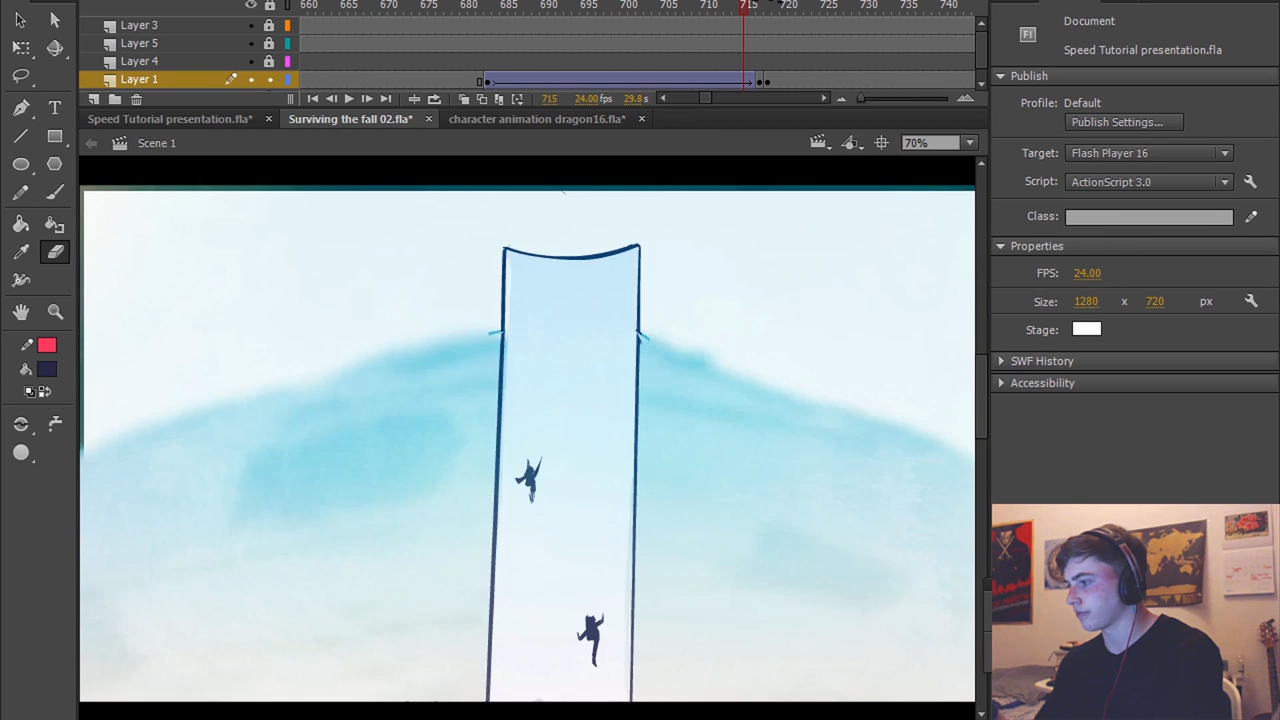 660 665 670 675 680 685 690 695 700 705 710 715 720 725 730 735 740
Layer 3
Layer 5
Layer 4
Layer 1
715 24.00 fps 29.8 s
Speed Tutorial presentation.fla* × Surviving the fall 02.fla* × character animation dragon16.fla* ×
Scene 1
70%
T
Document
Fl
Speed Tutorial presentation.fla
Publish
Profile: Default
Publish Settings...
Target: Flash Player 16
Script: ActionScript 3.0
Class:
Properties
FPS: 24.00
Size: 1280 x 720 px
Stage:
SWF History
Accessibility